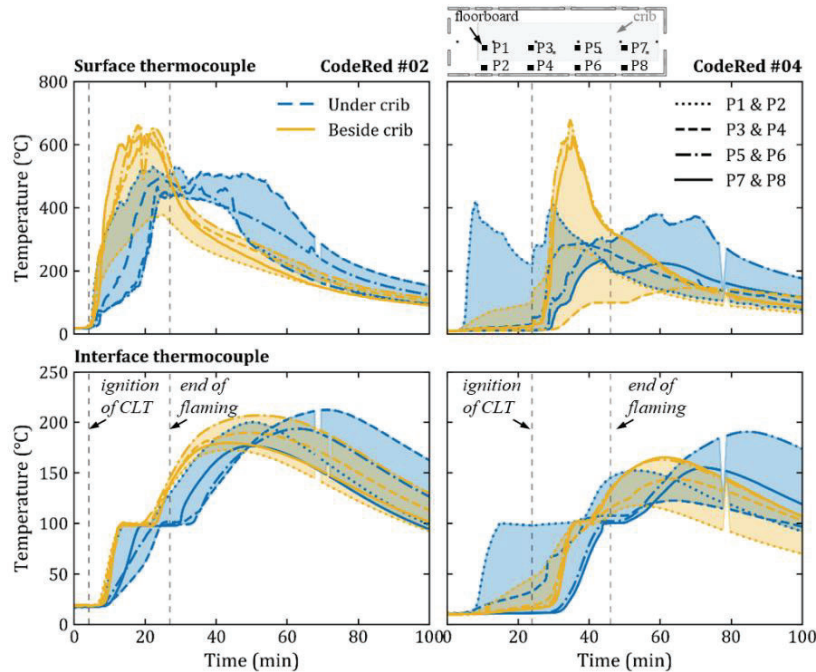 floorboard crib
P1 P3 P5 P7
P2 P4 P6 P8
Surface thermocouple CodeRed #02 CodeRed #04
800
600
400
200
0
Temperature (°C)
Under crib
Beside crib
P1 & P2
P3 & P4
P5 & P6
P7 & P8
Temperature (°C)
Interface thermocouple
250
200
150
100
50
0
Temperature (°C)
ignition
of CLT
end of
flaming
ignition
of CLT
end of
flaming
Temperature (°C)
0 20 40 60 80 100 0 20 40 60 80 100
Time (min) Time (min)